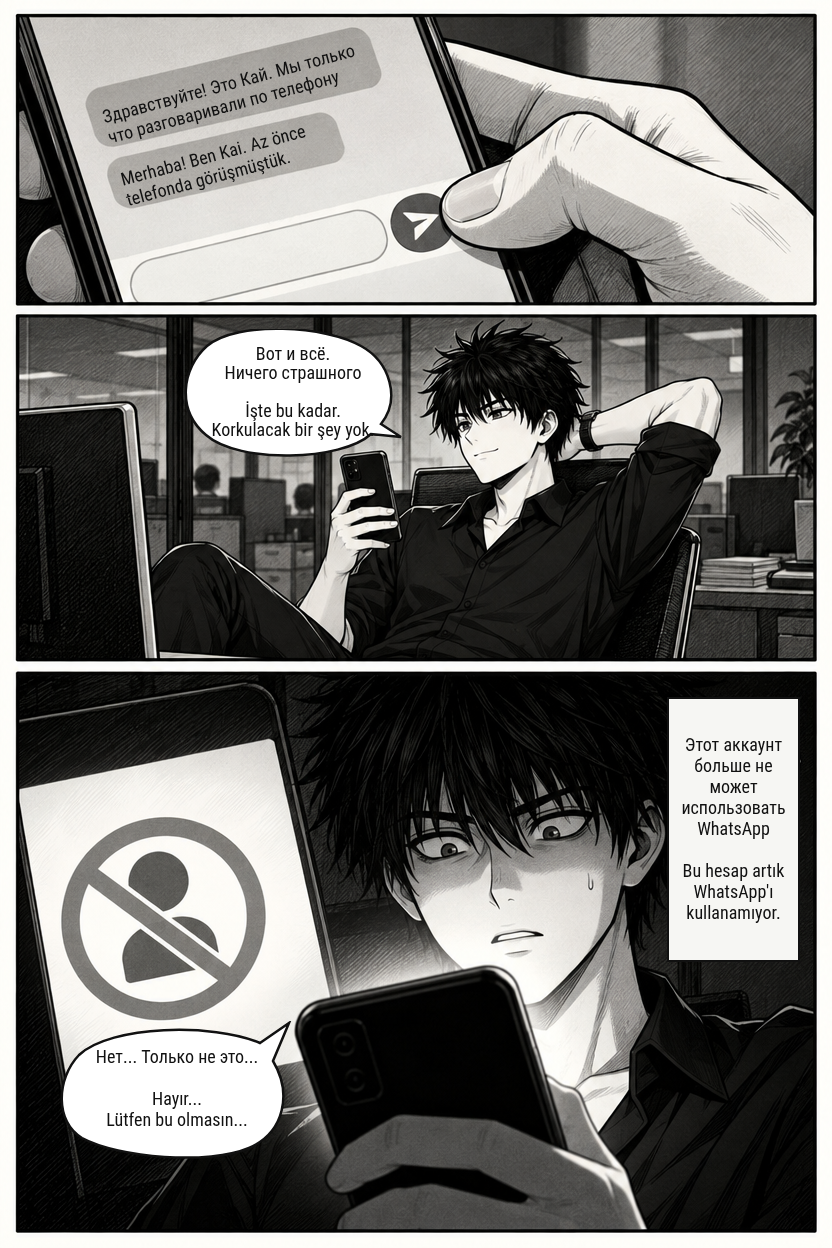 Здравствуйте! Это Кай. Мы только
что разговаривали по телефону
Merhaba! Ben Kai. Az önce
telefonda görüşmüştük.
Вот и всё.
Ничего страшного
İşte bu kadar.
Korkulacak bir şey yok
Этот аккаунт
больше не
может
использовать
WhatsApp
Bu hesap artık
WhatsApp'ı
kullanamıyor.
Нет... Только не это...
Hayır...
Lütfen bu olmasın...